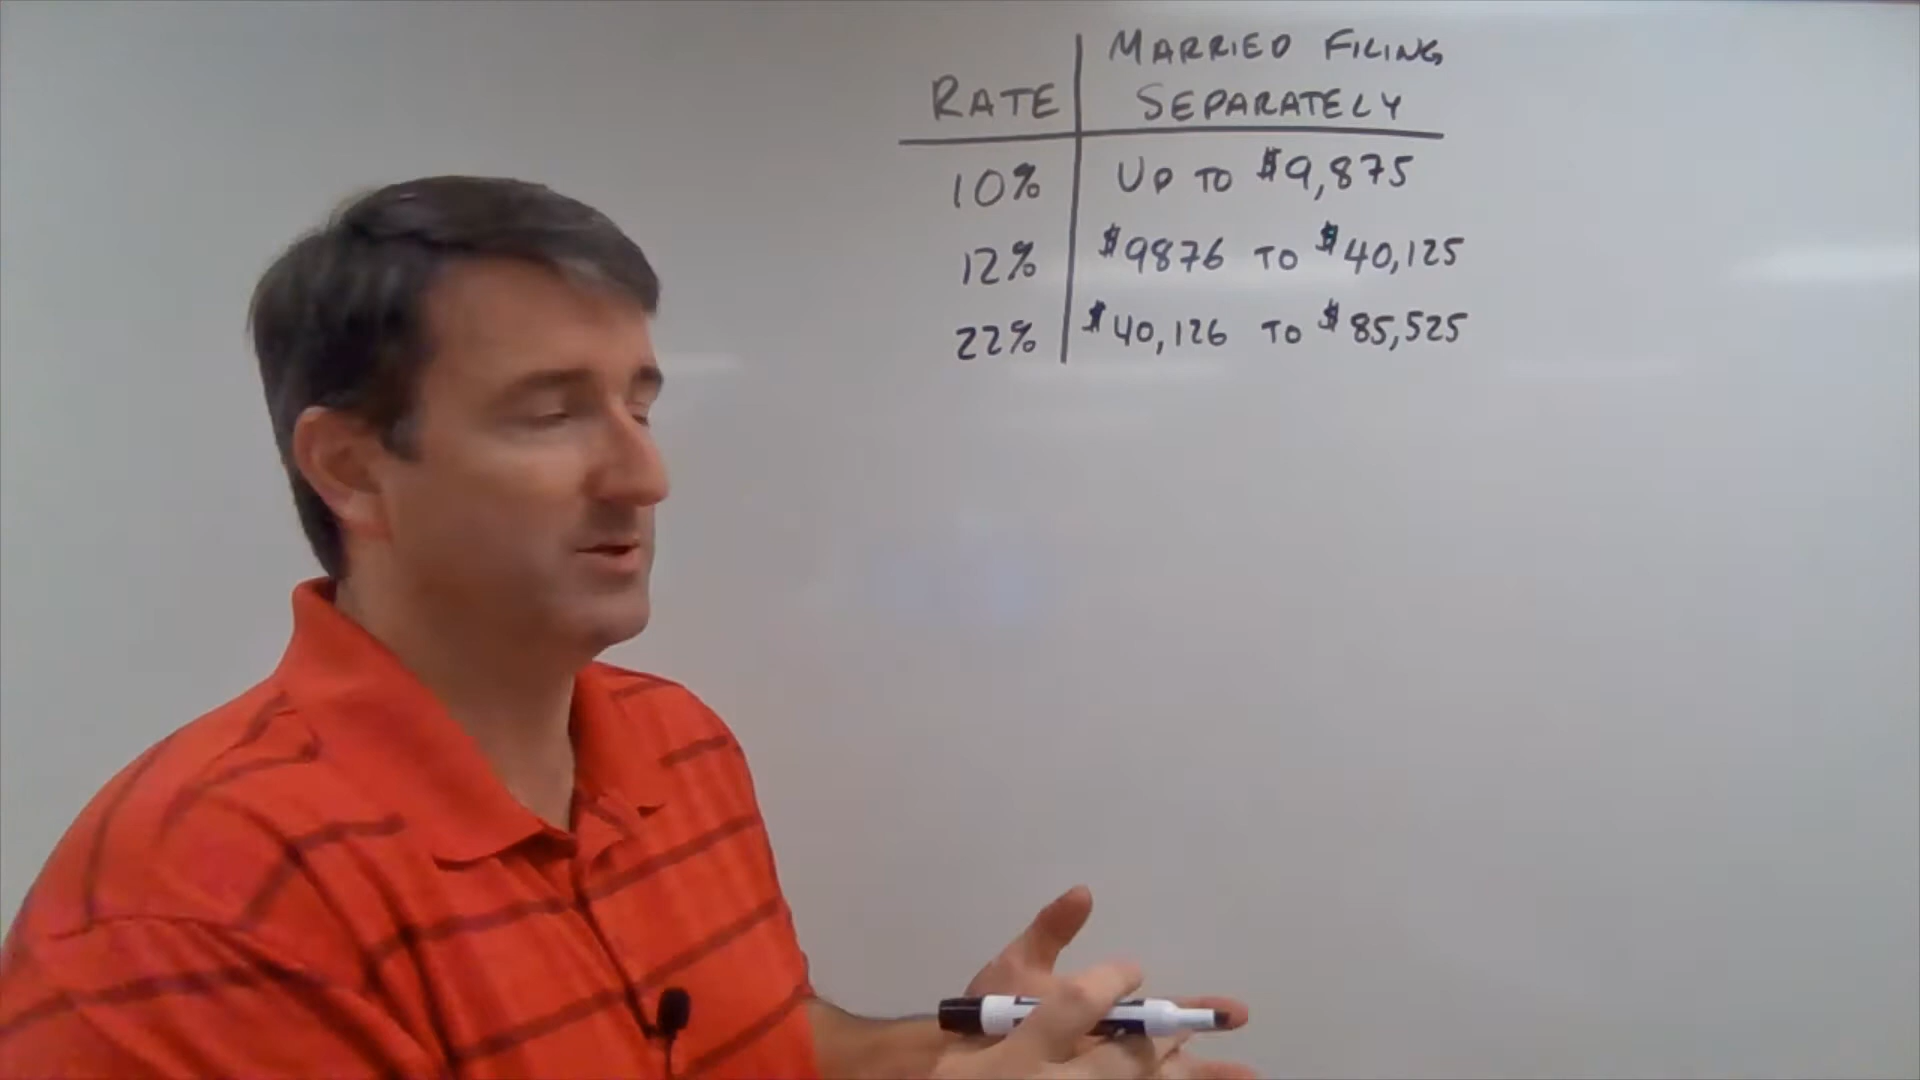 RATE | MARRIED FILING SEPARATELY
10% | UP TO $9,875
12% | $9876 TO $40,125
22% | $40,126 TO $85,525